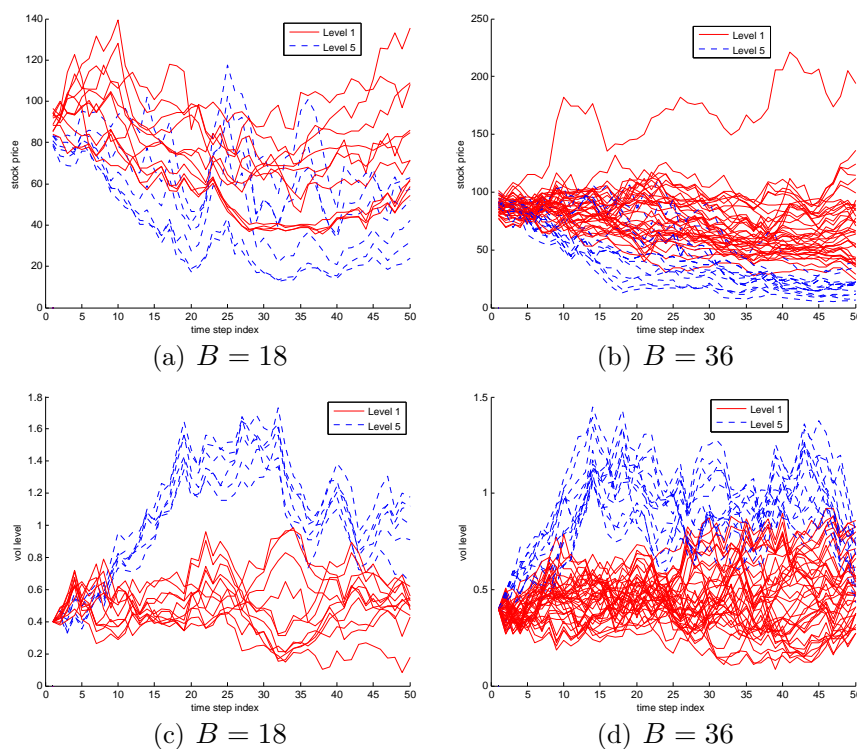 140
120
100
80
60
40
20
0
stock price
0 5 10 15 20 25 30 35 40 45 50
time step index
Level 1
Level 5
(a) B = 18
250
200
150
100
50
0
stock price
0 5 10 15 20 25 30 35 40 45 50
time step index
Level 1
Level 5
(b) B = 36
1.8
1.6
1.4
1.2
1
0.8
0.6
0.4
0.2
0
vol level
0 5 10 15 20 25 30 35 40 45 50
time step index
Level 1
Level 5
(c) B = 18
1.5
1
0.5
0
vol level
0 5 10 15 20 25 30 35 40 45 50
time step index
Level 1
Level 5
(d) B = 36